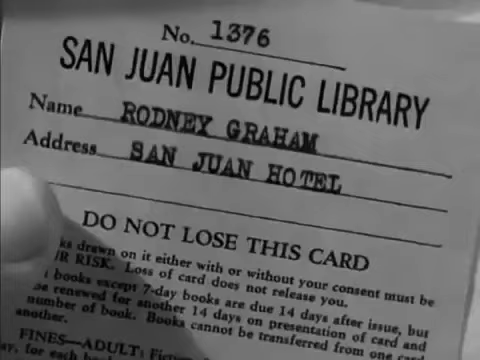 No. 1376
SAN JUAN PUBLIC LIBRARY
Name RODNEY GRAHAM
Address SAN JUAN HOTEL
DO NOT LOSE THIS CARD
drawn on it either with or without your consent must be
RISK. Loss of card does not release you.
books except 7-day books are due 14 days after issue, but
be renewed for another 14 days on presentation of card and
number of book. Books cannot be transferred from one card
another.
FINES—ADULT:
for each